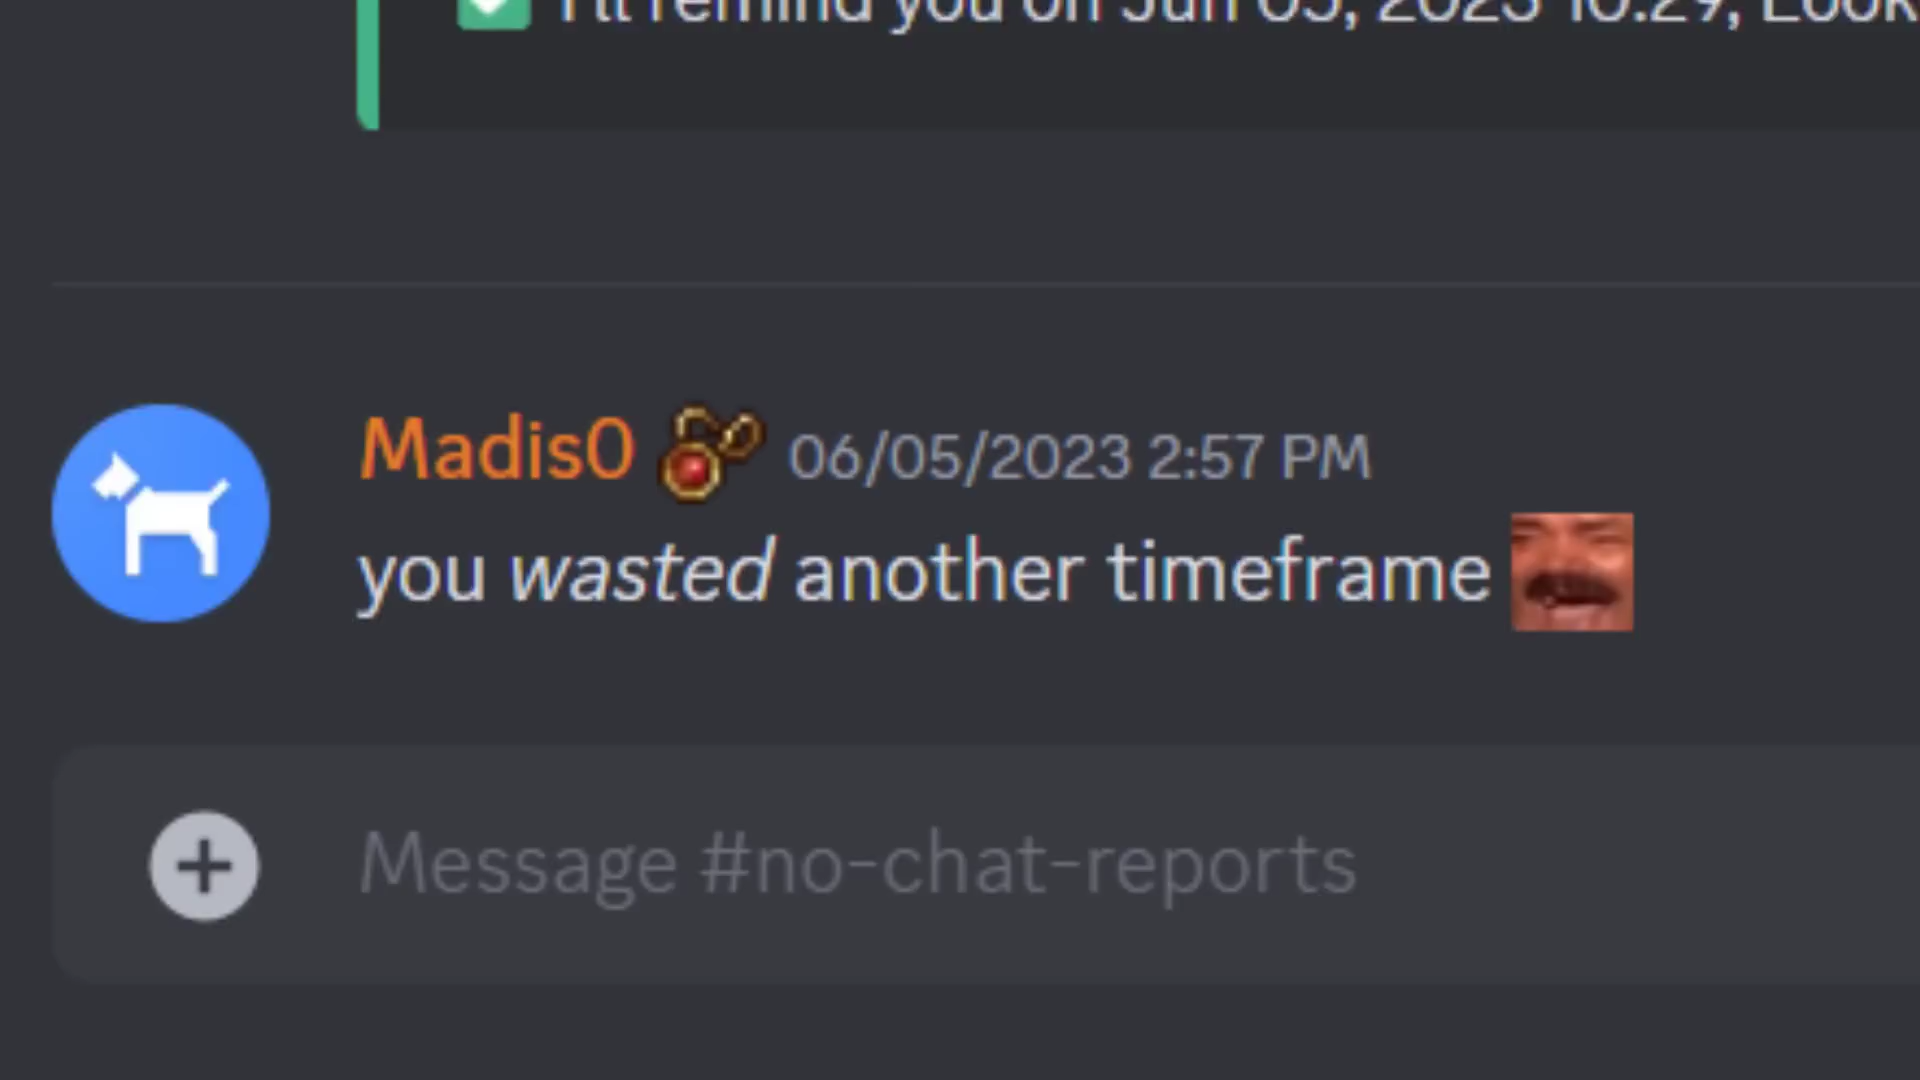 I'll remind you on Jun 05, 2023 10:29, Look
Madis0 06/05/2023 2:57 PM
you wasted another timeframe
Message #no-chat-reports